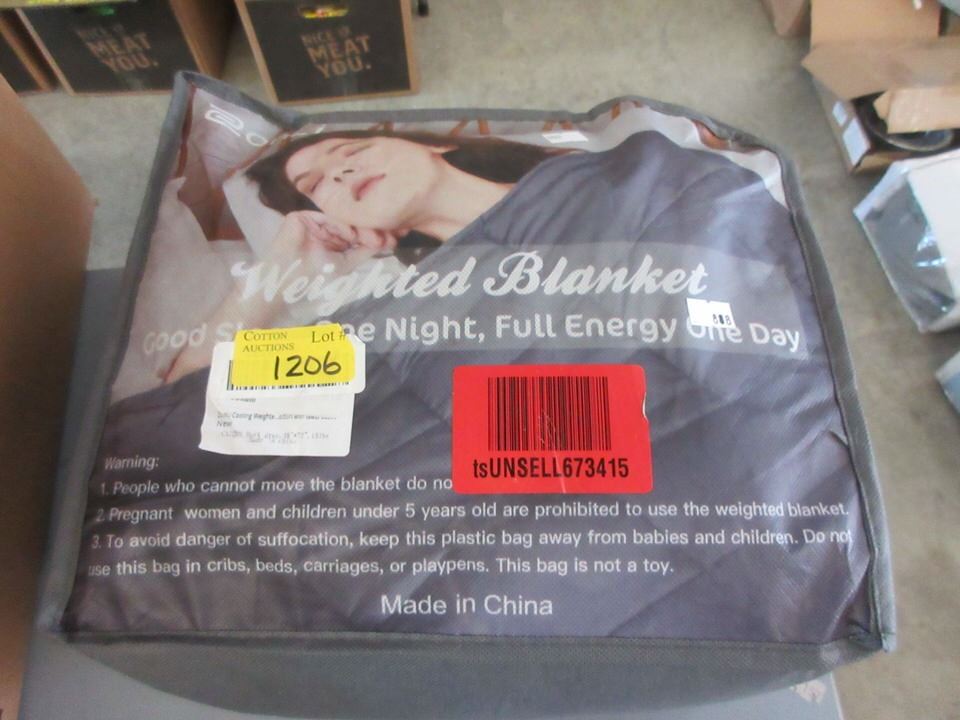 NICE TO
MEAT
YOU.
NICE TO
MEAT
YOU.
Weighted Blanket
Good One Night, Full Energy One Day
COTTON
AUCTIONS
Lot #
1206
Cooling
New
tsUNSELL673415
Warning:
1. People who cannot move the blanket do no
2. Pregnant women and children under 5 years old are prohibited to use the weighted blanket.
3. To avoid danger of suffocation, keep this plastic bag away from babies and children. Do not
use this bag in cribs, beds, carriages, or playpens. This bag is not a toy.
Made in China